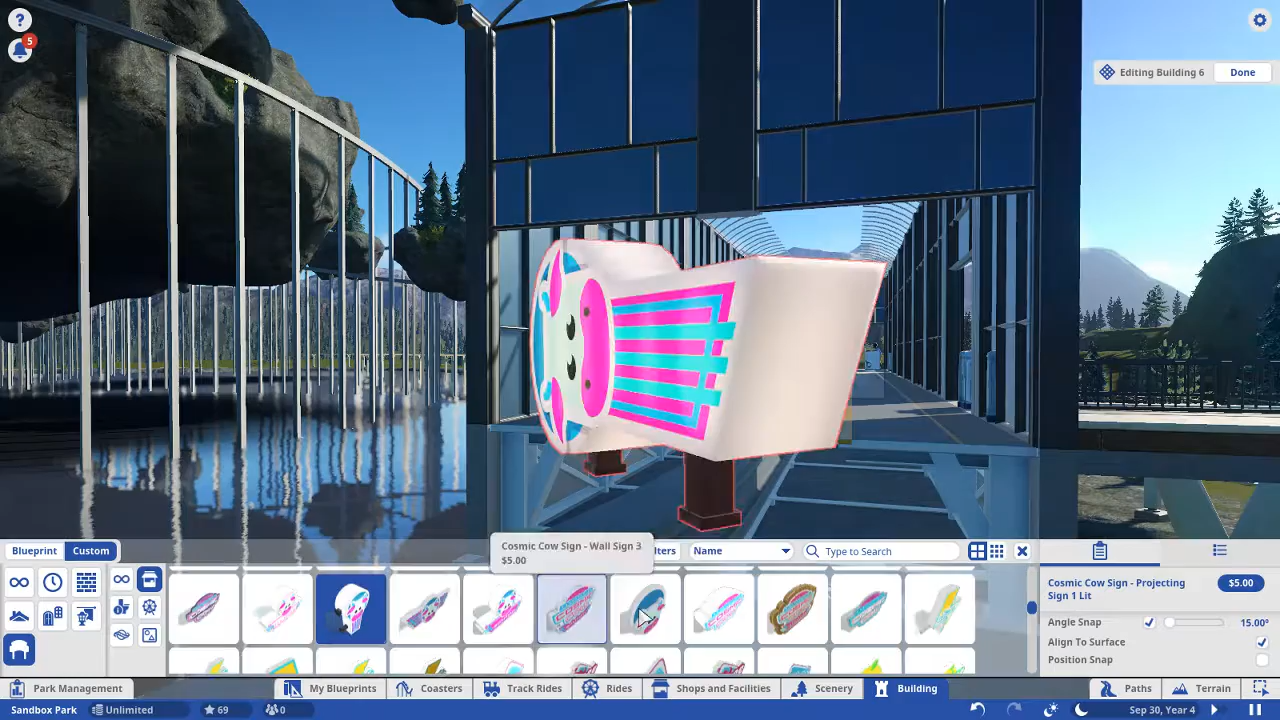 ?
5
Editing Building 6
Done
Cosmic Cow Sign - Wall Sign 3
$5.00
Blueprint
Custom
lters
Name
Type to Search
Cosmic Cow Sign - Projecting
Sign 1 Lit
$5.00
Angle Snap
15.00°
Align To Surface
Position Snap
Park Management
My Blueprints
Coasters
Track Rides
Rides
Shops and Facilities
Scenery
Building
Paths
Terrain
Sandbox Park
Unlimited
69
0
Sep 30, Year 4